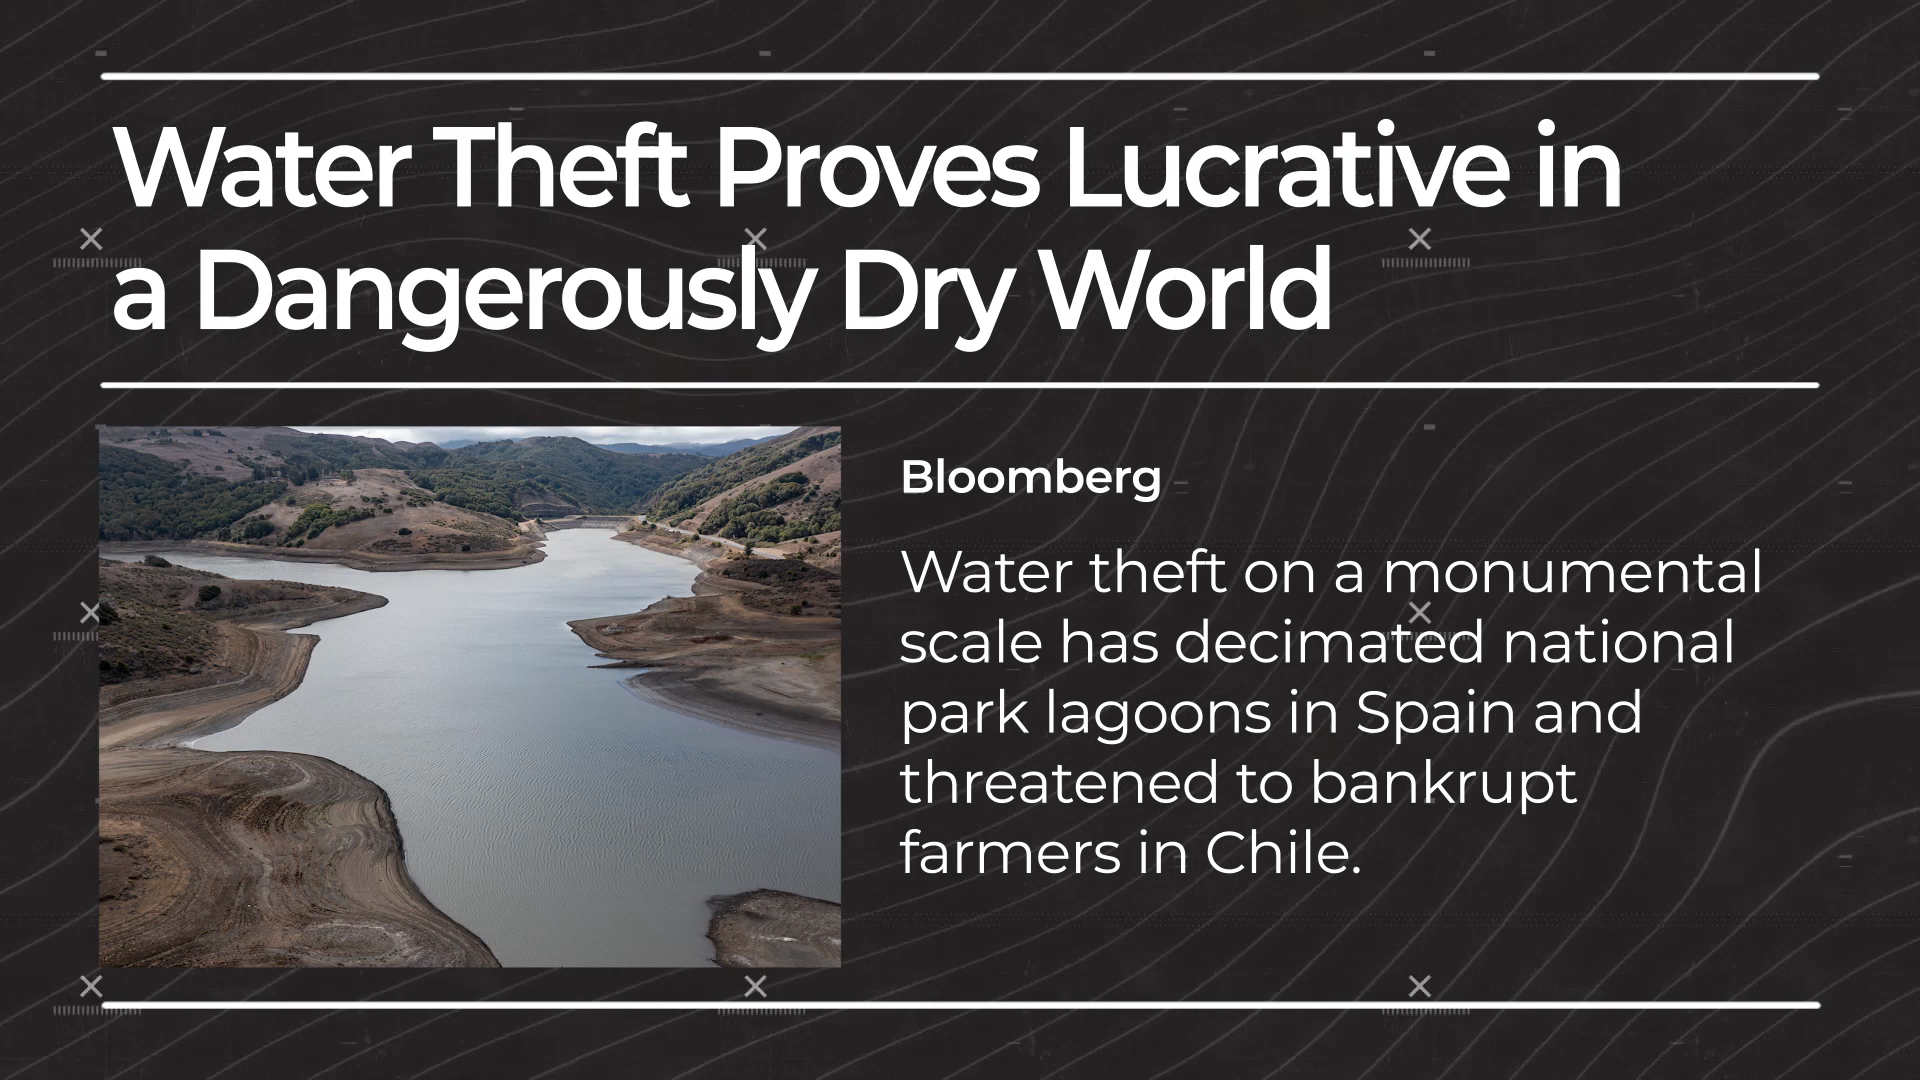 Water Theft Proves Lucrative in
a Dangerously Dry World
Bloomberg
Water theft on a monumental
scale has decimated national
park lagoons in Spain and
threatened to bankrupt
farmers in Chile.